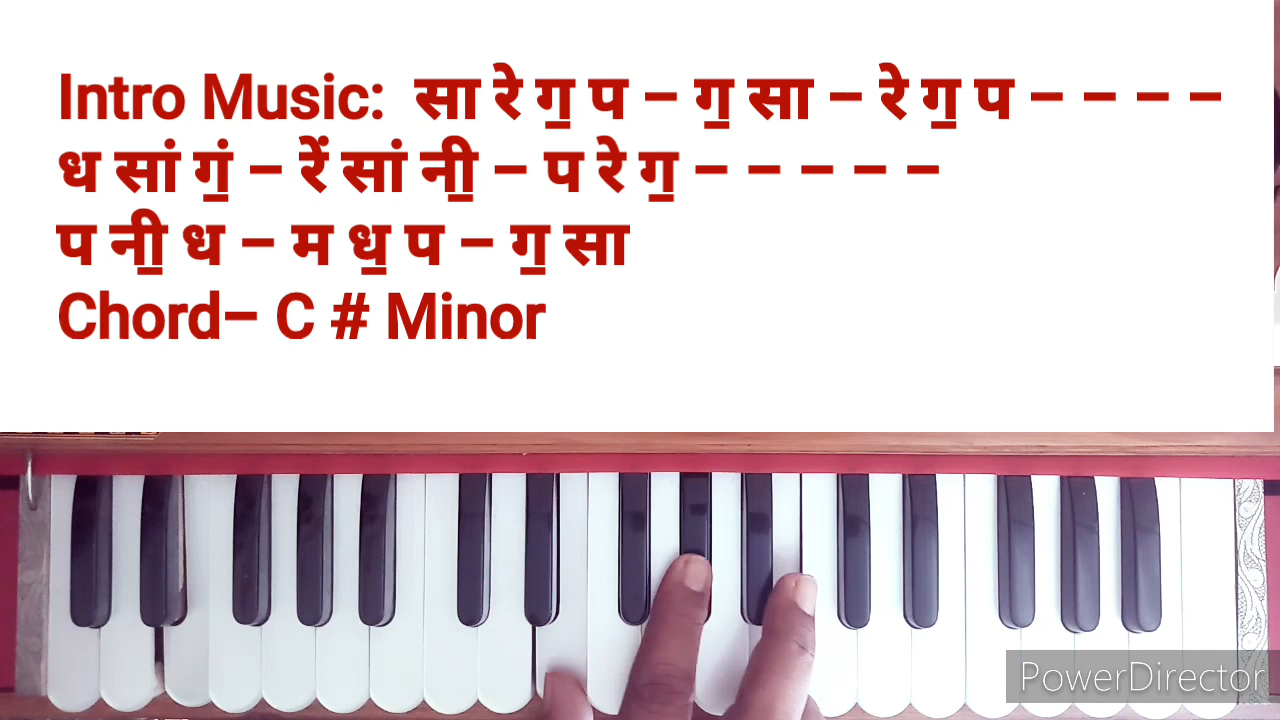 Intro Music: सा रे ग॒ प – ग॒ सा – रे ग॒ प – – – –
ध सां गं॒ – रें सां नी॒ – प रे ग॒ – – – – –
प नी॒ ध – म ध॒ प – ग॒ सा
Chord– C # Minor
PowerDirector